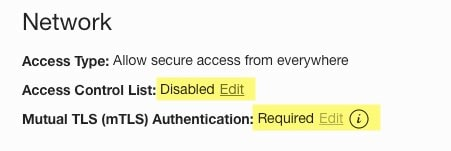 Network
Access Type: Allow secure access from everywhere
Access Control List: Disabled Edit
Mutual TLS (mTLS) Authentication: Required Edit i